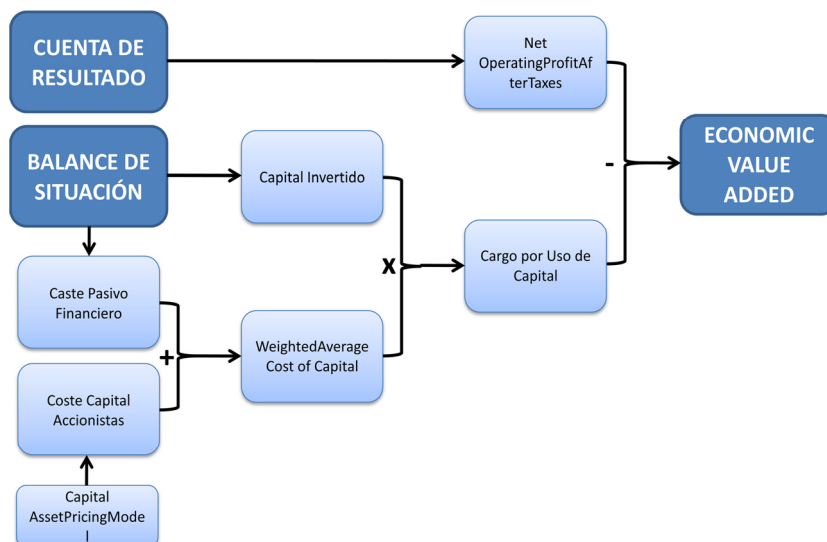 CUENTA DE
RESULTADO
Net
OperatingProfitAf
terTaxes
BALANCE DE
SITUACIÓN
Capital Invertido
ECONOMIC
VALUE
ADDED
-
X
Cargo por Uso de
Capital
Caste Pasivo
Financiero
+
WeightedAverage
Cost of Capital
Coste Capital
Accionistas
Capital
AssetPricingMode
l